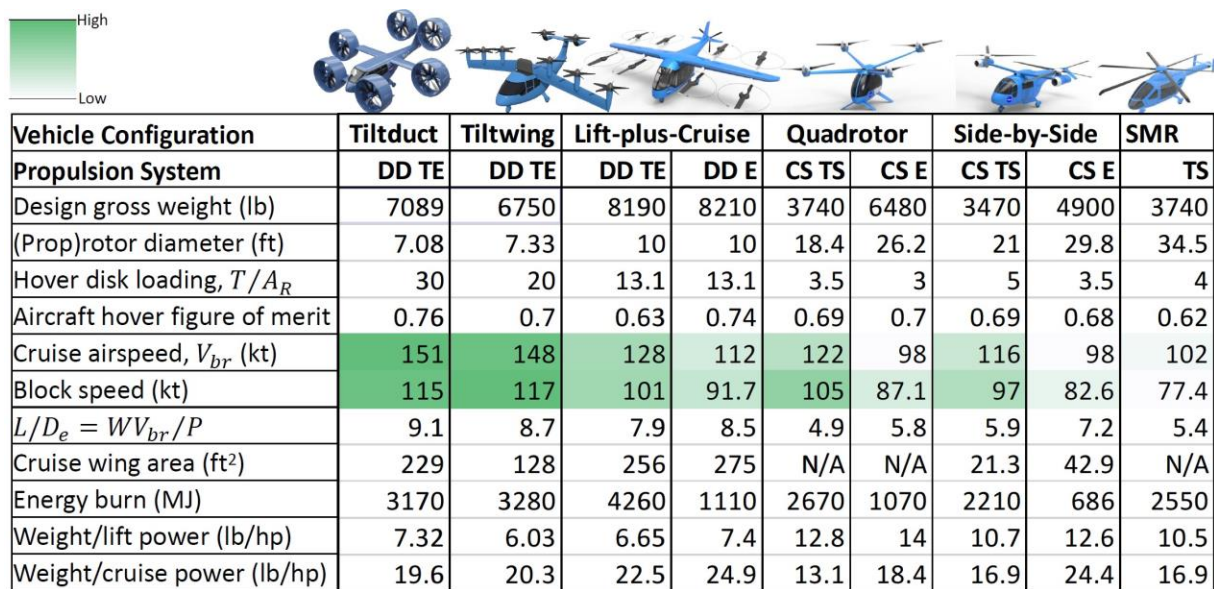 High
Low
Vehicle Configuration Tiltduct Tiltwing Lift-plus-Cruise Quadrotor Side-by-Side SMR
Propulsion System DD TE DD TE DD TE DD E CS TS CS E CS TS CS E TS
Design gross weight (lb) 7089 6750 8190 8210 3740 6480 3470 4900 3740
(Prop)rotor diameter (ft) 7.08 7.33 10 10 18.4 26.2 21 29.8 34.5
Hover disk loading, T/A_R 30 20 13.1 13.1 3.5 3 5 3.5 4
Aircraft hover figure of merit 0.76 0.7 0.63 0.74 0.69 0.7 0.69 0.68 0.62
Cruise airspeed, V_br (kt) 151 148 128 112 122 98 116 98 102
Block speed (kt) 115 117 101 91.7 105 87.1 97 82.6 77.4
L/D_e = WV_br/P 9.1 8.7 7.9 8.5 4.9 5.8 5.9 7.2 5.4
Cruise wing area (ft²) 229 128 256 275 N/A N/A 21.3 42.9 N/A
Energy burn (MJ) 3170 3280 4260 1110 2670 1070 2210 686 2550
Weight/lift power (lb/hp) 7.32 6.03 6.65 7.4 12.8 14 10.7 12.6 10.5
Weight/cruise power (lb/hp) 19.6 20.3 22.5 24.9 13.1 18.4 16.9 24.4 16.9